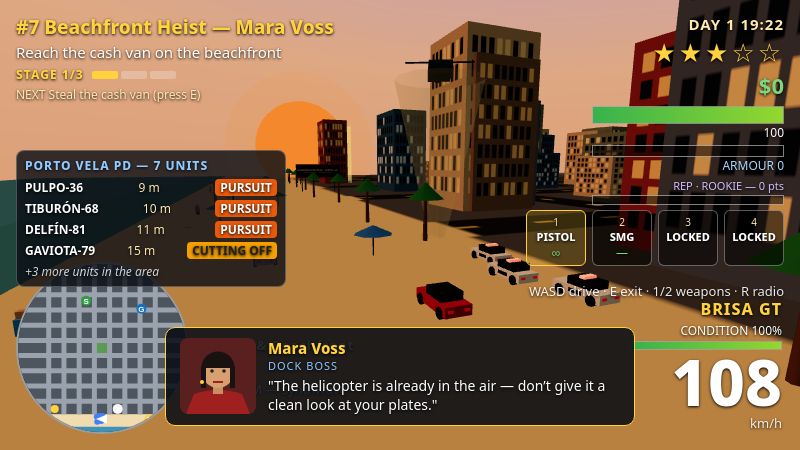 #7 Beachfront Heist — Mara Voss
Reach the cash van on the beachfront
STAGE 1/3
NEXT Steal the cash van (press E)
DAY 1 19:22
$0
100
ARMOUR 0
REP · ROOKIE — 0 pts
PORTO VELA PD — 7 UNITS
PULPO-36 9 m PURSUIT
TIBURÓN-68 10 m PURSUIT
DELFÍN-81 11 m PURSUIT
GAVIOTA-79 15 m CUTTING OFF
+3 more units in the area
1 PISTOL ∞
2 SMG —
3 LOCKED
4 LOCKED
WASD drive · E exit · 1/2 weapons · R radio
BRISA GT
CONDITION 100%
108
km/h
S
G
Mara Voss
DOCK BOSS
"The helicopter is already in the air — don’t give it a
clean look at your plates."